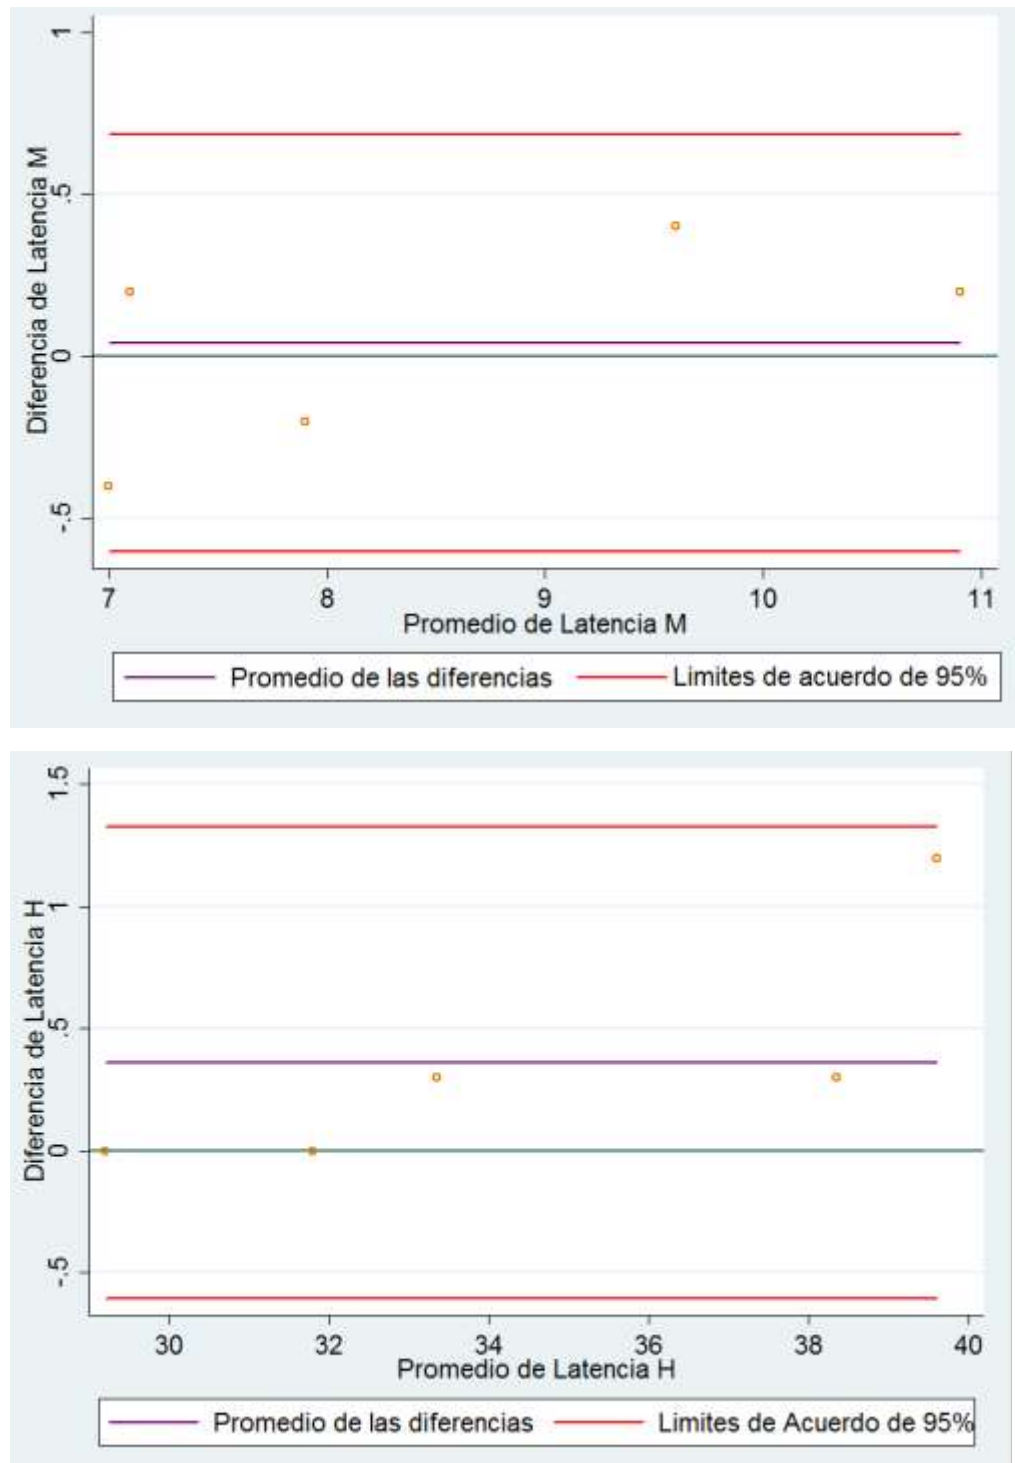 1
.5
0
-.5
Diferencia de Latencia M
7 8 9 10 11
Promedio de Latencia M
Promedio de las diferencias Limites de acuerdo de 95%
1.5
1
.5
0
-.5
Diferencia de Latencia H
30 32 34 36 38 40
Promedio de Latencia H
Promedio de las diferencias Limites de Acuerdo de 95%